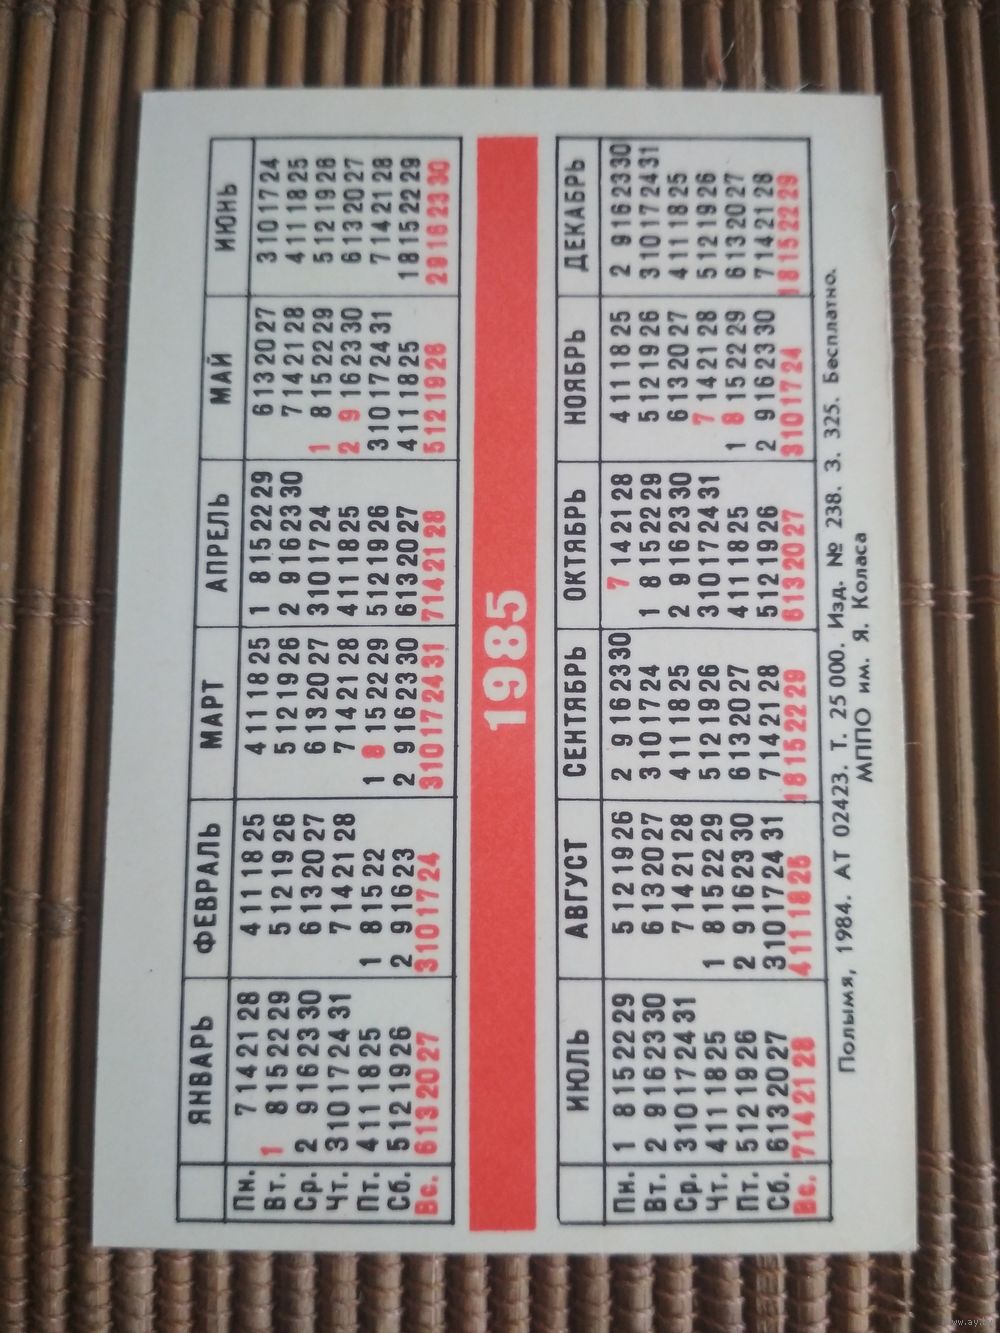 ЯНВАРЬ ФЕВРАЛЬ МАРТ АПРЕЛЬ МАЙ ИЮНЬ
Пн. 7 14 21 28 4 11 18 25 4 11 18 25 1 8 15 22 29 6 13 20 27 3 10 17 24
Вт. 1 8 15 22 29 5 12 19 26 5 12 19 26 2 9 16 23 30 7 14 21 28 4 11 18 25
Ср. 2 9 16 23 30 6 13 20 27 6 13 20 27 3 10 17 24 1 8 15 22 29 5 12 19 26
Чт. 3 10 17 24 31 7 14 21 28 7 14 21 28 4 11 18 25 2 9 16 23 30 6 13 20 27
Пт. 4 11 18 25 1 8 15 22 1 8 15 22 29 5 12 19 26 3 10 17 24 31 7 14 21 28
Сб. 5 12 19 26 2 9 16 23 2 9 16 23 30 6 13 20 27 4 11 18 25 1 8 15 22 29
Вс. 6 13 20 27 3 10 17 24 3 10 17 24 31 7 14 21 28 5 12 19 26 2 9 16 23 30
1985
ИЮЛЬ АВГУСТ СЕНТЯБРЬ ОКТЯБРЬ НОЯБРЬ ДЕКАБРЬ
Пн. 1 8 15 22 29 5 12 19 26 2 9 16 23 30 7 14 21 28 4 11 18 25 2 9 16 23 30
Вт. 2 9 16 23 30 6 13 20 27 3 10 17 24 1 8 15 22 29 5 12 19 26 3 10 17 24 31
Ср. 3 10 17 24 31 7 14 21 28 4 11 18 25 2 9 16 23 30 6 13 20 27 4 11 18 25
Чт. 4 11 18 25 1 8 15 22 29 5 12 19 26 3 10 17 24 31 7 14 21 28 5 12 19 26
Пт. 5 12 19 26 2 9 16 23 30 6 13 20 27 4 11 18 25 1 8 15 22 29 6 13 20 27
Сб. 6 13 20 27 3 10 17 24 31 7 14 21 28 5 12 19 26 2 9 16 23 30 7 14 21 28
Вс. 7 14 21 28 4 11 18 25 1 8 15 22 29 6 13 20 27 3 10 17 24 1 8 15 22 29
Полымя, 1984. АТ 02423. Т. 25 000. Изд. № 238. З. 325. Бесплатно.
МППО им. Я. Коласа